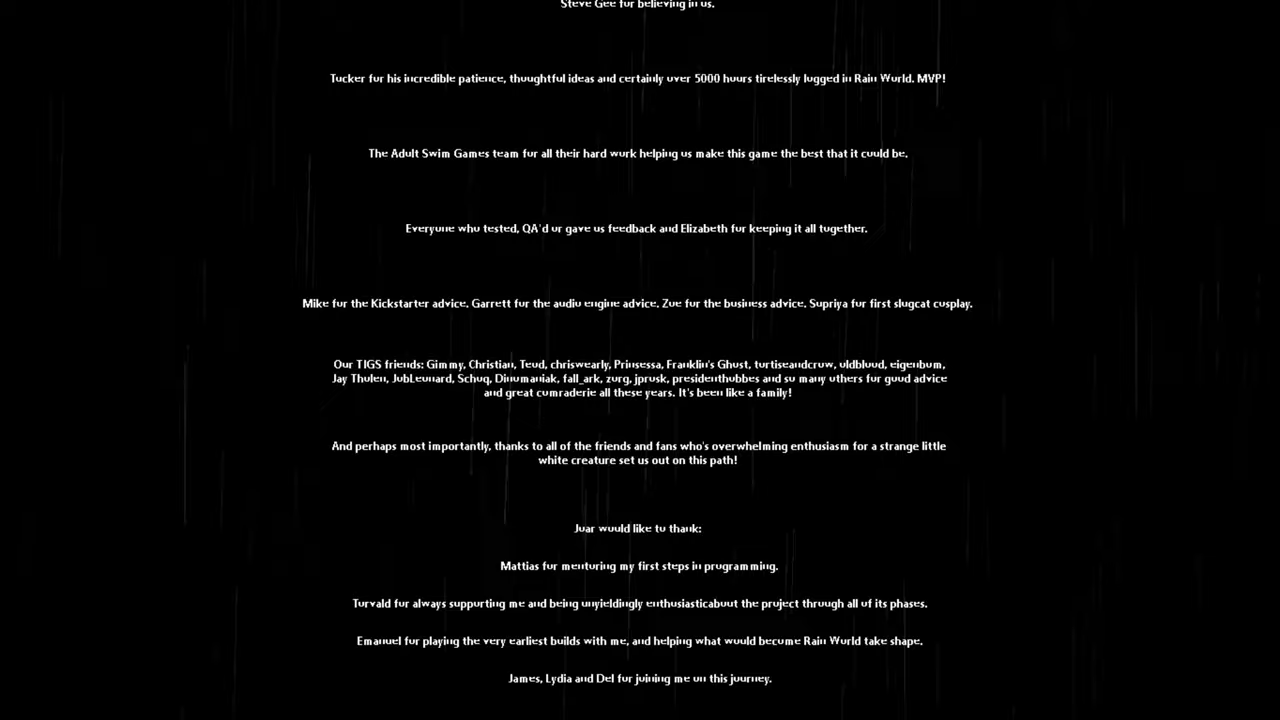 Steve Gee for believing in us.
Tucker for his incredible patience, thoughtful ideas and certainly over 5000 hours tirelessly logged in Rain World. MVP!
The Adult Swim Games team for all their hard work helping us make this game the best that it could be.
Everyone who tested, QA'd or gave us feedback and Elizabeth for keeping it all together.
Mike for the Kickstarter advice. Garrett for the audio engine advice. Zoe for the business advice. Supriya for first slugcat cosplay.
Our TIGS friends: Gimmy, Christian, Teod, chriswearly, Prinsessa, Franklin's Ghost, tortiseandcrow, oldblood, eigenbom,
Jay Tholen, JobLeonard, Schoq, Dinomaniak, fall_ark, zorg, jprusk, presidenthobbes and so many others for good advice
and great comraderie all these years. It's been like a family!
And perhaps most importantly, thanks to all of the friends and fans who's overwhelming enthusiasm for a strange little
white creature set us out on this path!
Joar would like to thank:
Mattias for mentoring my first steps in programming.
Torvald for always supporting me and being unyieldingly enthusiasticabout the project through all of its phases.
Emanuel for playing the very earliest builds with me, and helping what would become Rain World take shape.
James, Lydia and Del for joining me on this journey.